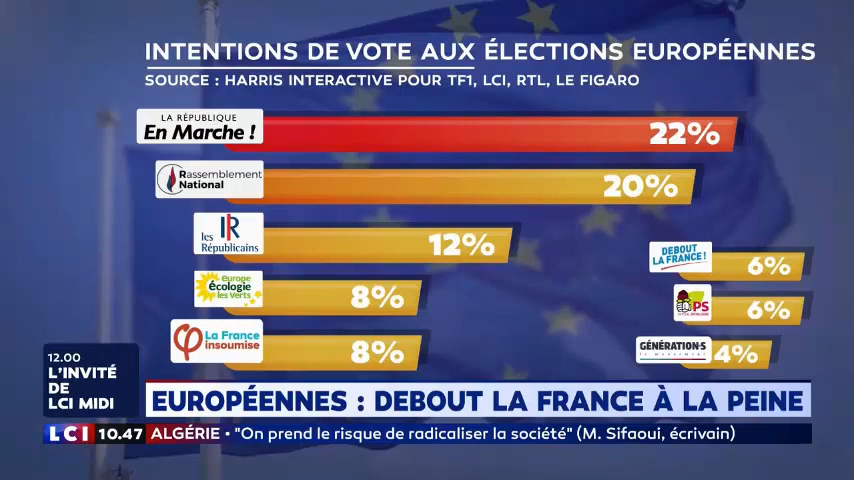 INTENTIONS DE VOTE AUX ÉLECTIONS EUROPÉENNES
SOURCE : HARRIS INTERACTIVE POUR TF1, LCI, RTL, LE FIGARO
LA RÉPUBLIQUE
En Marche !
22%
Rassemblement
National
20%
les
Républicains
12%
europe
écologie
les verts
8%
La France
insoumise
8%
DEBOUT
LA FRANCE !
6%
PS
6%
GÉNÉRATION·S
le mouvement
4%
12.00
L'INVITÉ
DE
LCI MIDI
EUROPÉENNES : DEBOUT LA FRANCE À LA PEINE
LCI 10.47 ALGÉRIE • "On prend le risque de radicaliser la société" (M. Sifaoui, écrivain)